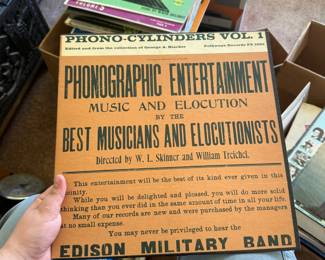 VOLUME 3
PHONO-CYLINDERS VOL. 1
Edited and from the collection of George A. Blacker
Folkways Records FS 3886
PHONOGRAPHIC ENTERTAINMENT
MUSIC AND ELOCUTION
BY THE
BEST MUSICIANS AND ELOCUTIONISTS
Directed by W. L. Skinner and William Treichel.
This entertainment will be the best of its kind ever given in this
vicinity.
While you will be delighted and pleased, you will do more solid
thinking than you ever did in the same amount of time in all your life.
Many of our records are new and were purchased by the managers
at no small expense.
You may never be privileged to hear the
EDISON MILITARY BAND